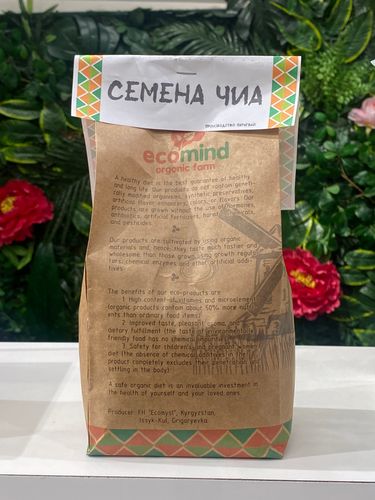 СЕМЕНА ЧИА
ПРОИЗВОДСТВО ПАРАГВАЙ
ecomind
organic farm
A healthy diet is the best guarantee of healthy
and long life. Our products do not contain geneti-
cally modified organisms, synthetic preservatives,
artificial flavor enhancers, colors, or flavors. Our
products are grown without the use of hormones,
antibiotics, artificial fertilizers, harmful chemicals,
and pesticides.
Our products are cultivated by using organic
materials and, hence, they taste much tastier and
wholesome than those grown using growth regula-
tors, chemical enzymes and other artificial addi-
tives.
The benefits of our eco-products are:
1. High content of vitamins and microelements
(organic products contain about 50% more nutri-
ents than ordinary food items)
2. Improved taste, pleasant aroma, and
dietary fulfillment (the taste of environmentally
friendly food has no chemical impurities)
3. Safety for children and pregnant women
diet (the absence of chemical additives in the
product completely excludes their penetration and
settling in the body)
A safe organic diet is an invaluable investment in
the health of yourself and your loved ones.
Producer: FH "Ecomyst", Kyrgyzstan,
Issyk-Kul, Grigoryevka